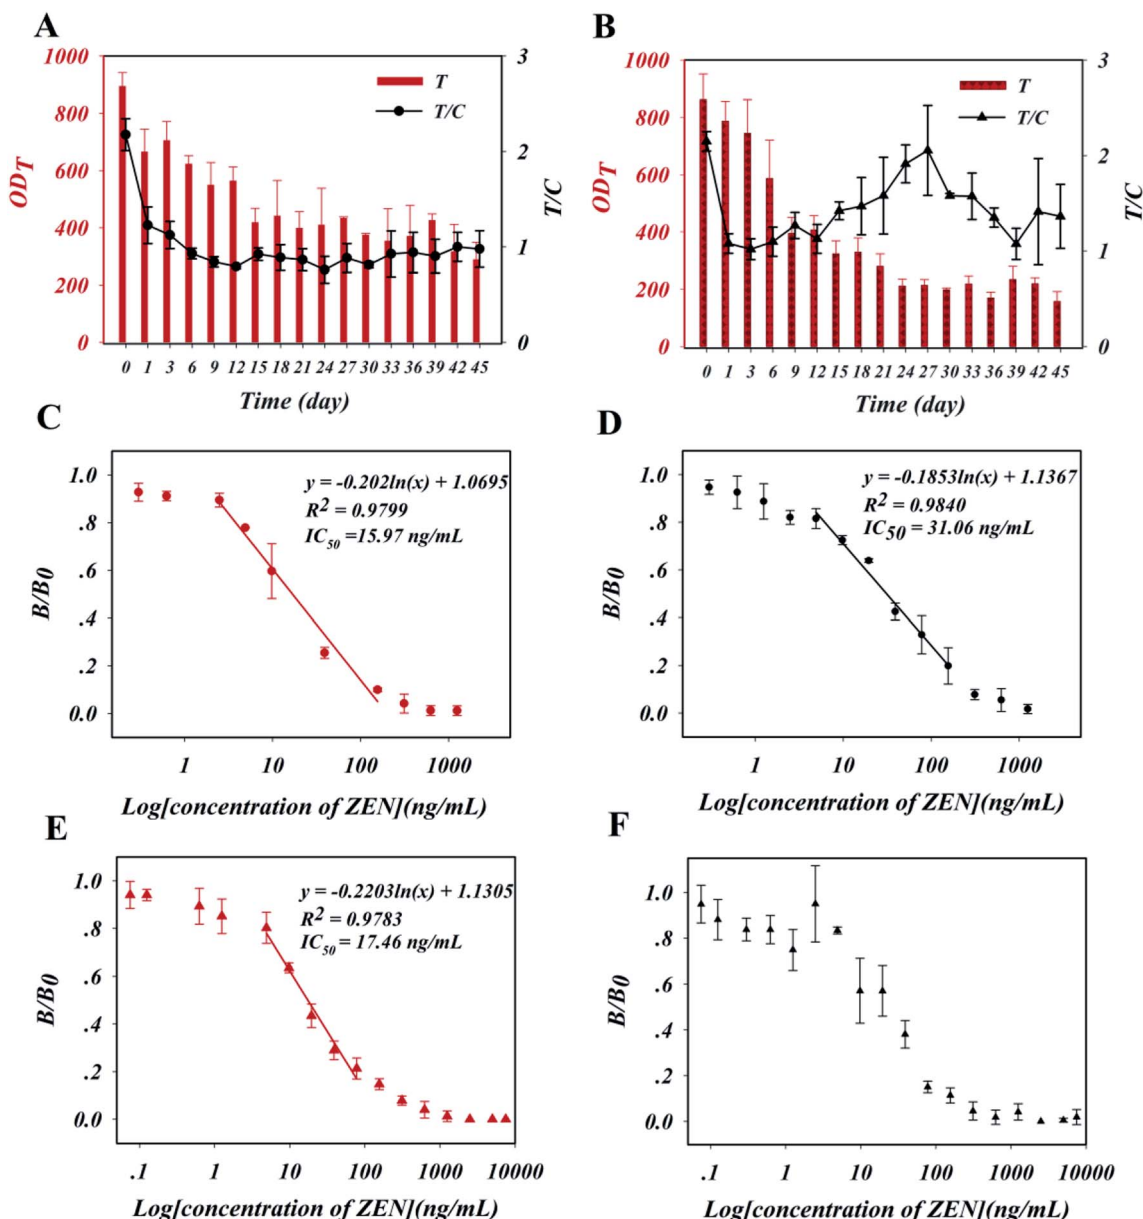 A
B
1000
800
600
400
200
0
OD_T
3
2
1
0
T/C
T
T/C
0 1 3 6 9 12 15 18 21 24 27 30 33 36 39 42 45
Time (day)
1000
800
600
400
200
0
OD_T
3
2
1
0
T/C
T
T/C
0 1 3 6 9 12 15 18 21 24 27 30 33 36 39 42 45
Time (day)
C
1.0
.8
.6
.4
.2
0.0
B/B0
y = -0.202ln(x) + 1.0695
R² = 0.9799
IC50 =15.97 ng/mL
1 10 100 1000
Log[concentration of ZEN](ng/mL)
D
1.0
.8
.6
.4
.2
0.0
B/B0
y = -0.1853ln(x) + 1.1367
R² = 0.9840
IC50 = 31.06 ng/mL
1 10 100 1000
Log[concentration of ZEN](ng/mL)
E
1.0
.8
.6
.4
.2
0.0
B/B0
y = -0.2203ln(x) + 1.1305
R² = 0.9783
IC50 = 17.46 ng/mL
.1 1 10 100 1000 10000
Log[concentration of ZEN](ng/mL)
F
1.0
.8
.6
.4
.2
0.0
B/B0
.1 1 10 100 1000 10000
Log[concentration of ZEN](ng/mL)